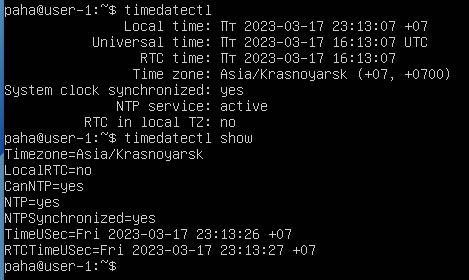 paha@user-1:~$ timedatectl
Local time: Пт 2023-03-17 23:13:07 +07
Universal time: Пт 2023-03-17 16:13:07 UTC
RTC time: Пт 2023-03-17 16:13:07
Time zone: Asia/Krasnoyarsk (+07, +0700)
System clock synchronized: yes
NTP service: active
RTC in local TZ: no
paha@user-1:~$ timedatectl show
Timezone=Asia/Krasnoyarsk
LocalRTC=no
CanNTP=yes
NTP=yes
NTPSynchronized=yes
TimeUSec=Fri 2023-03-17 23:13:26 +07
RTCTimeUSec=Fri 2023-03-17 23:13:27 +07
paha@user-1:~$